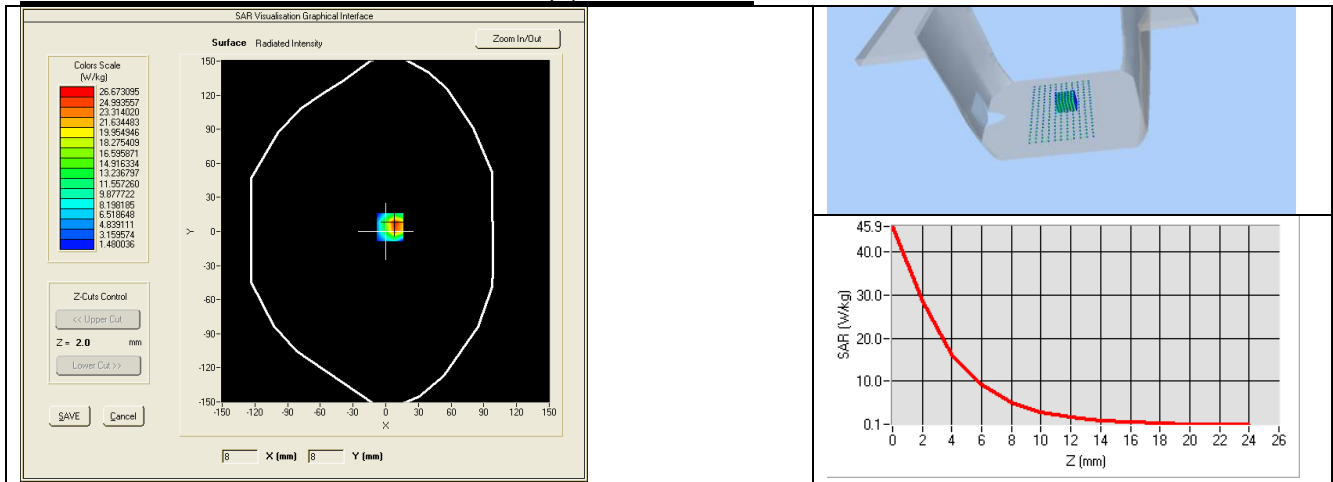 SAR Visualisation Graphical Interface
Surface Radiated Intensity
Zoom In/Out
Colors Scale
(W/kg)
26.673095
24.993557
23.314020
21.634483
19.954946
18.275409
16.595871
14.916334
13.236797
11.557260
9.877722
8.198185
6.518648
4.839111
3.159574
1.480036
Z-Cuts Control
<< Upper Cut
Z = 2.0 mm
Lower Cut >>
SAVE Cancel
150
120
90
60
30
0
-30
-60
-90
-120
-150
Y
-150 -120 -90 -60 -30 0 30 60 90 120 150
X
8 X (mm) 8 Y (mm)
45.9
40.0
30.0
20.0
10.0
0.1
SAR (W/kg)
0 2 4 6 8 10 12 14 16 18 20 22 24 26
Z (mm)